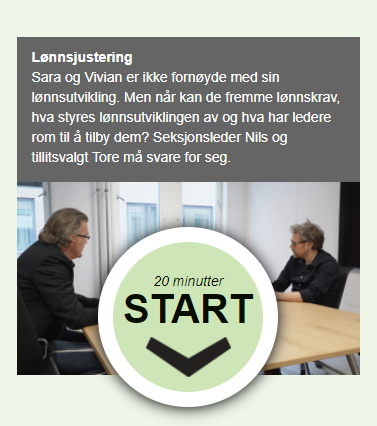 Lønnsjustering
Sara og Vivian er ikke fornøyde med sin
lønnsutvikling. Men når kan de fremme lønnskrav,
hva styres lønnsutviklingen av og hva har ledere
rom til å tilby dem? Seksjonsleder Nils og
tillitsvalgt Tore må svare for seg.
20 minutter
START